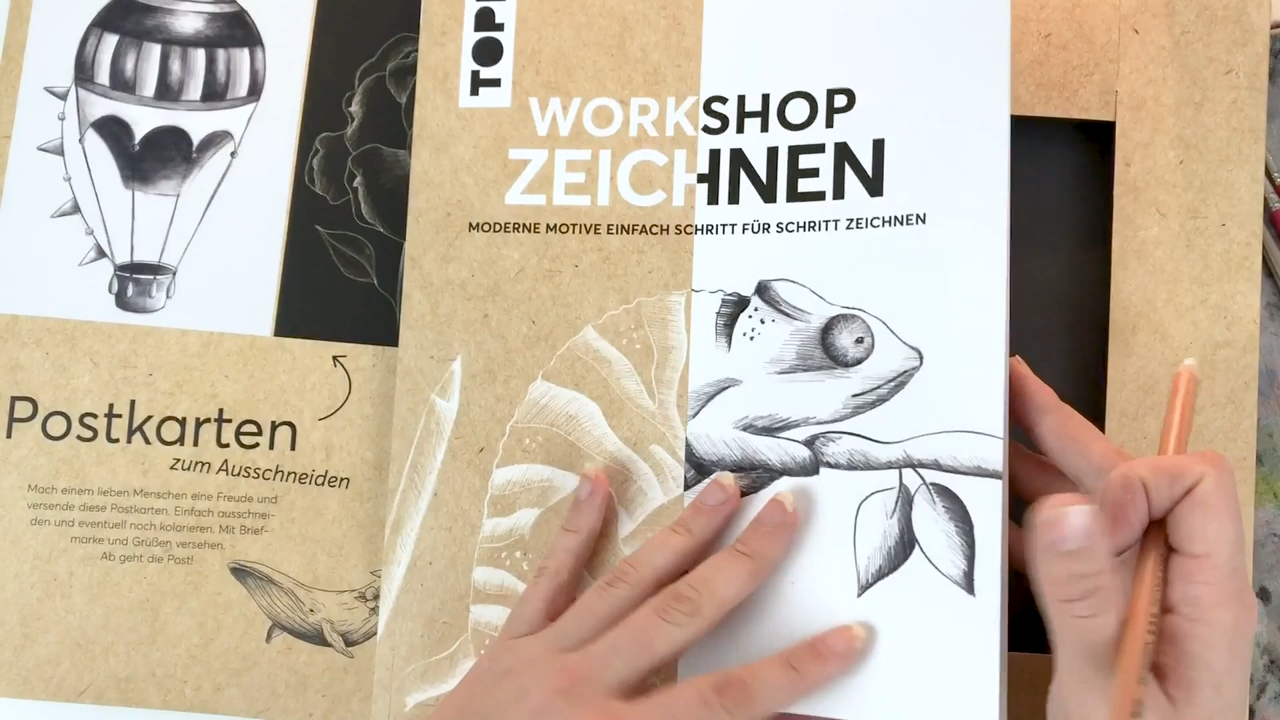 WORKSHOP
ZEICHNEN
MODERNE MOTIVE EINFACH SCHRITT FÜR SCHRITT ZEICHNEN
Postkarten
zum Ausschneiden
Mach einem lieben Menschen eine Freude und
versende diese Postkarten. Einfach ausschnei-
den und eventuell noch kolorieren. Mit Brief-
marke und Grüßen versehen.
Ab geht die Post!